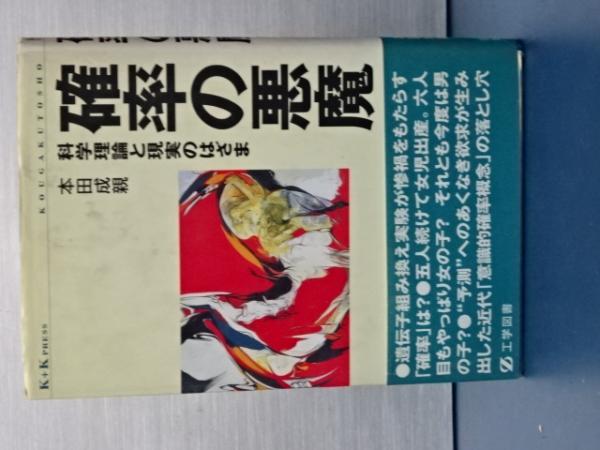 KOUGAKUTOSHO
確率の悪魔
科学理論と現実のはざま
本田成親
K+K PRESS
●遺伝子組み換え実験が惨禍をもたらす
「確率」は?●五人続けて女児出産。六人
目もやっぱり女の子? それとも今度は男
の子?●“予測”へのあくなき欲求が生み
出した近代「意識的確率概念」の落とし穴
工学図書